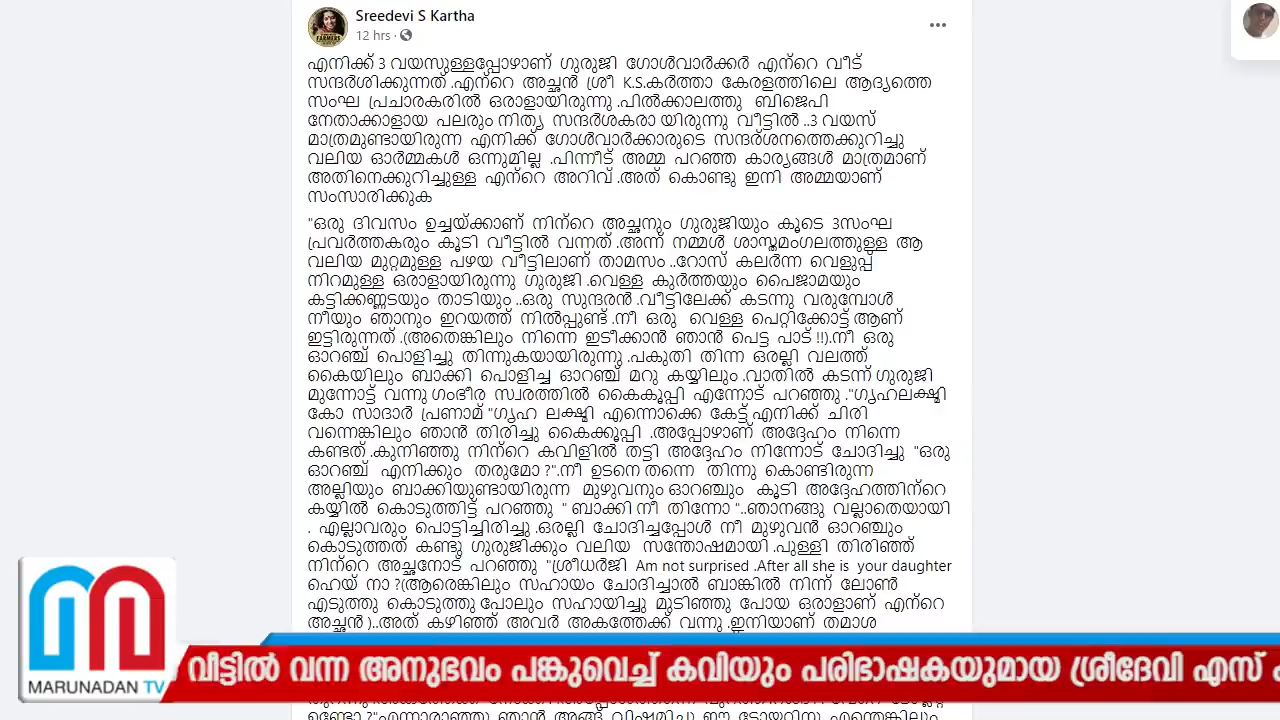 Sreedevi S Kartha
12 hrs ·
എനിക്ക് 3 വയസുള്ളപ്പോഴാണ് ഗുരുജി ഗോൾവാർക്കർ എന്റെ വീട്
സന്ദർശിക്കുന്നത് .എന്റെ അച്ഛൻ ശ്രീ K.S.കർത്താ കേരളത്തിലെ ആദ്യത്തെ
സംഘ പ്രചാരകരിൽ ഒരാളായിരുന്നു .പിൽക്കാലത്തു ബിജെപി
നേതാക്കാളായ പലരും നിത്യ സന്ദർശകരാ യിരുന്നു വീട്ടിൽ ..3 വയസ്
മാത്രമുണ്ടായിരുന്ന എനിക്ക് ഗോൾവാർക്കാരുടെ സന്ദർശനത്തെക്കുറിച്ചു
വലിയ ഓർമ്മകൾ ഒന്നുമില്ല .പിന്നീട് അമ്മ പറഞ്ഞ കാര്യങ്ങൾ മാത്രമാണ്
അതിനെക്കുറിച്ചുള്ള എന്റെ അറിവ് .അത് കൊണ്ടു ഇനി അമ്മയാണ്
സംസാരിക്കുക
"ഒരു ദിവസം ഉച്ചയ്ക്കാണ് നിന്റെ അച്ഛനും ഗുരുജിയും കൂടെ 3സംഘ
പ്രവർത്തകരും കൂടി വീട്ടിൽ വന്നത് .അന്ന് നമ്മൾ ശാസ്തമംഗലത്തുള്ള ആ
വലിയ മുറ്റമുള്ള പഴയ വീട്ടിലാണ് താമസം ..റോസ് കലർന്ന വെളുപ്പ്
നിറമുള്ള ഒരാളായിരുന്നു ഗുരുജി .വെള്ള കുർത്തയും പൈജാമയും
കട്ടിക്കണ്ണടയും താടിയും ..ഒരു സുന്ദരൻ .വീട്ടിലേക്ക് കടന്നു വരുമ്പോൾ
നീയും ഞാനും ഇറയത്ത് നിൽപ്പുണ്ട് .നീ ഒരു വെള്ള പെറ്റിക്കോട്ട് ആണ്
ഇട്ടിരുന്നത് .(അതെങ്കിലും നിന്നെ ഇടീക്കാൻ ഞാൻ പെട്ട പാട് !!).നീ ഒരു
ഓറഞ്ച് പൊളിച്ചു തിന്നുകയായിരുന്നു .പകുതി തിന്ന ഒരല്ലി വലത്ത്
കൈയിലും ബാക്കി പൊളിച്ച ഓറഞ്ച് മറു കയ്യിലും .വാതിൽ കടന്ന് ഗുരുജി
മുന്നോട്ട് വന്നു ഗംഭീര സ്വരത്തിൽ കൈകൂപ്പി എന്നോട് പറഞ്ഞു ."ഗൃഹലക്ഷ്മി
കോ സാദാർ പ്രണാമ് "ഗൃഹ ലക്ഷ്മി എന്നൊക്കെ കേട്ട് എനിക്ക് ചിരി
വന്നെങ്കിലും ഞാൻ തിരിച്ചു കൈക്കൂപ്പി .അപ്പോഴാണ് അദ്ദേഹം നിന്നെ
കണ്ടത് .കുനിഞ്ഞു നിന്റെ കവിളിൽ തട്ടി അദ്ദേഹം നിന്നോട് ചോദിച്ചു "ഒരു
ഓറഞ്ച് എനിക്കും തരുമോ ?".നീ ഉടനെ തന്നെ തിന്നു കൊണ്ടിരുന്ന
അല്ലിയും ബാക്കിയുണ്ടായിരുന്ന മുഴുവനും ഓറഞ്ചും കൂടി അദ്ദേഹത്തിന്റെ
കയ്യിൽ കൊടുത്തിട്ട് പറഞ്ഞു " ബാക്കി നീ തിന്നോ "..ഞാനങ്ങു വല്ലാതെയായി
. എല്ലാവരും പൊട്ടിച്ചിരിച്ചു .ഒരല്ലി ചോദിച്ചപ്പോൾ നീ മുഴുവൻ ഓറഞ്ചും
കൊടുത്തത് കണ്ടു ഗുരുജിക്കും വലിയ സന്തോഷമായി .പുള്ളി തിരിഞ്ഞ്
നിന്റെ അച്ഛനോട് പറഞ്ഞു "ശ്രീധർജി Am not surprised .After all she is your daughter
ഹെയ് നാ ?(ആരെങ്കിലും സഹായം ചോദിച്ചാൽ ബാങ്കിൽ നിന്ന് ലോൺ
എടുത്തു കൊടുത്തു പോലും സഹായിച്ചു മുടിഞ്ഞു പോയ ഒരാളാണ് എന്റെ
അച്ഛൻ )..അത് കഴിഞ്ഞ് അവർ അകത്തേക്ക് വന്നു .ഇനിയാണ് തമാശ
വീട്ടിൽ വന്ന അനുഭവം പങ്കുവെച്ച് കവിയും പരിഭാഷകയുമായ ശ്രീദേവി എസ്
MARUNADAN TV